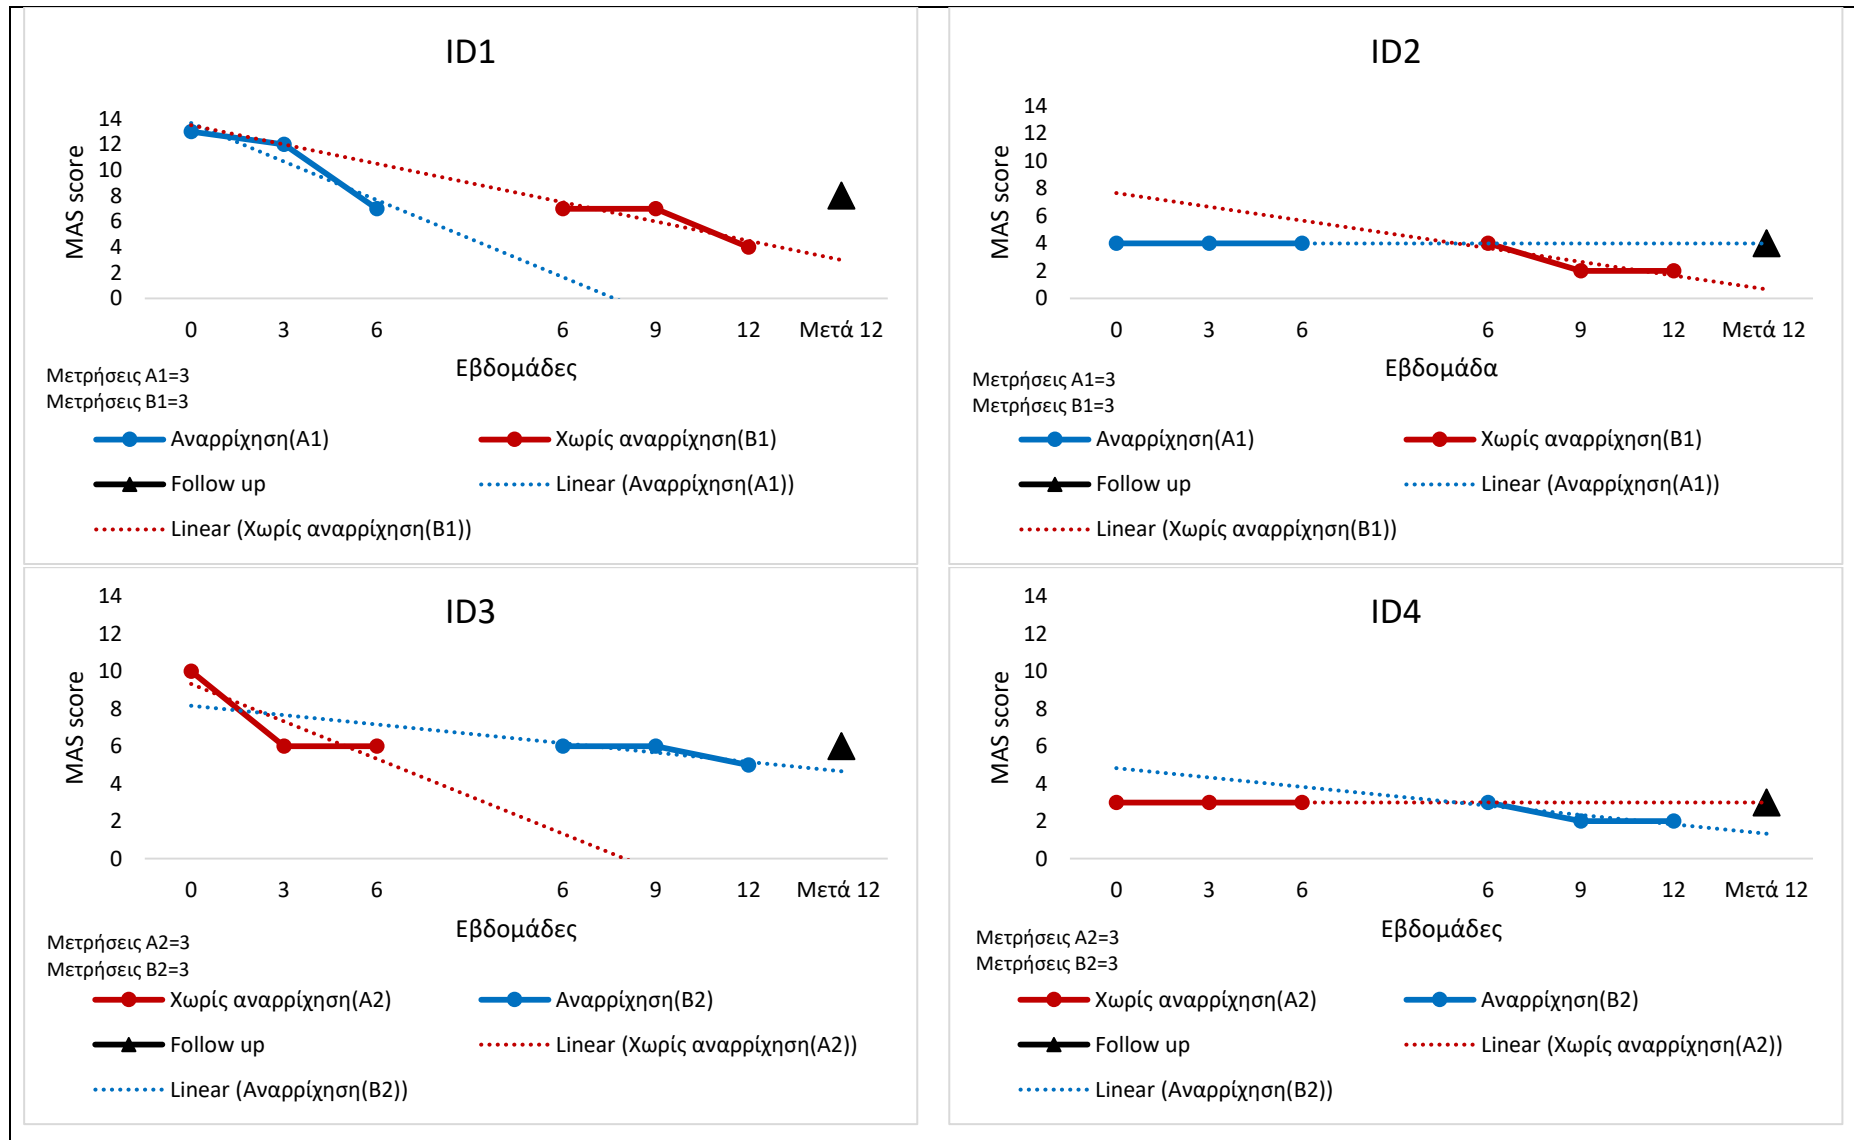 ID1
14
12
10
8
6
4
2
0
MAS score
0 3 6 6 9 12 Μετά 12
Εβδομάδες
Μετρήσεις A1=3
Μετρήσεις B1=3
Αναρρίχηση(A1) Χωρίς αναρρίχηση(B1)
Follow up Linear (Αναρρίχηση(A1))
Linear (Χωρίς αναρρίχηση(B1))
ID2
14
12
10
8
6
4
2
0
MAS score
0 3 6 6 9 12 Μετά 12
Εβδομάδα
Μετρήσεις A1=3
Μετρήσεις B1=3
Αναρρίχηση(A1) Χωρίς αναρρίχηση(B1)
Follow up Linear (Αναρρίχηση(A1))
Linear (Χωρίς αναρρίχηση(B1))
ID3
14
12
10
8
6
4
2
0
MAS score
0 3 6 6 9 12 Μετά 12
Εβδομάδες
Μετρήσεις A2=3
Μετρήσεις B2=3
Χωρίς αναρρίχηση(A2) Αναρρίχηση(B2)
Follow up Linear (Χωρίς αναρρίχηση(A2))
Linear (Αναρρίχηση(B2))
ID4
14
12
10
8
6
4
2
0
MAS score
0 3 6 6 9 12 Μετά 12
Εβδομάδες
Μετρήσεις A2=3
Μετρήσεις B2=3
Χωρίς αναρρίχηση(A2) Αναρρίχηση(B2)
Follow up Linear (Χωρίς αναρρίχηση(A2))
Linear (Αναρρίχηση(B2))